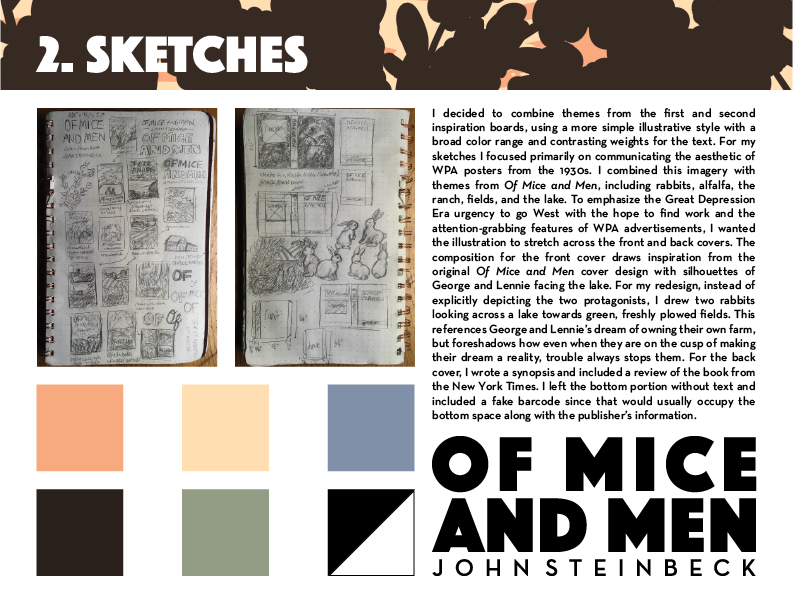 2. SKETCHES
OF MICE
AND MEN
OF MICE
AND MEN
OF MICE
OF
I decided to combine themes from the first and second
inspiration boards, using a more simple illustrative style with a
broad color range and contrasting weights for the text. For my
sketches I focused primarily on communicating the aesthetic of
WPA posters from the 1930s. I combined this imagery with
themes from Of Mice and Men, including rabbits, alfalfa, the
ranch, fields, and the lake. To emphasize the Great Depression
Era urgency to go West with the hope to find work and the
attention-grabbing features of WPA advertisements, I wanted
the illustration to stretch across the front and back covers. The
composition for the front cover draws inspiration from the
original Of Mice and Men cover design with silhouettes of
George and Lennie facing the lake. For my redesign, instead of
explicitly depicting the two protagonists, I drew two rabbits
looking across a lake towards green, freshly plowed fields. This
references George and Lennie's dream of owning their own farm,
but foreshadows how even when they are on the cusp of making
their dream a reality, trouble always stops them. For the back
cover, I wrote a synopsis and included a review of the book from
the New York Times. I left the bottom portion without text and
included a fake barcode since that would usually occupy the
bottom space along with the publisher's information.
OF MICE
AND MEN
JOHN STEINBECK